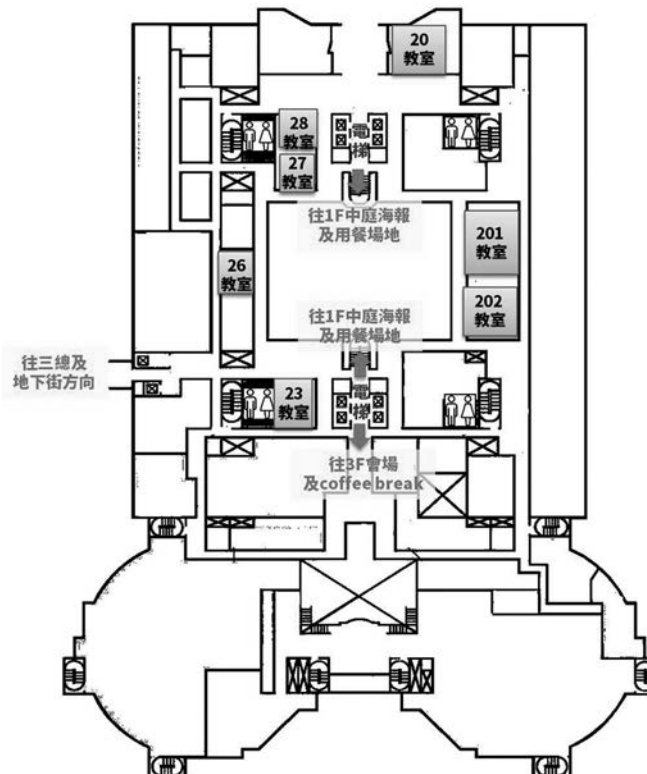 20
教室
28
教室
27
教室
電
梯
往1F中庭海報
及用餐場地
201
教室
26
教室
202
教室
往1F中庭海報
及用餐場地
往三總及
地下街方向
23
教室
電
梯
往3F會場
及coffee break